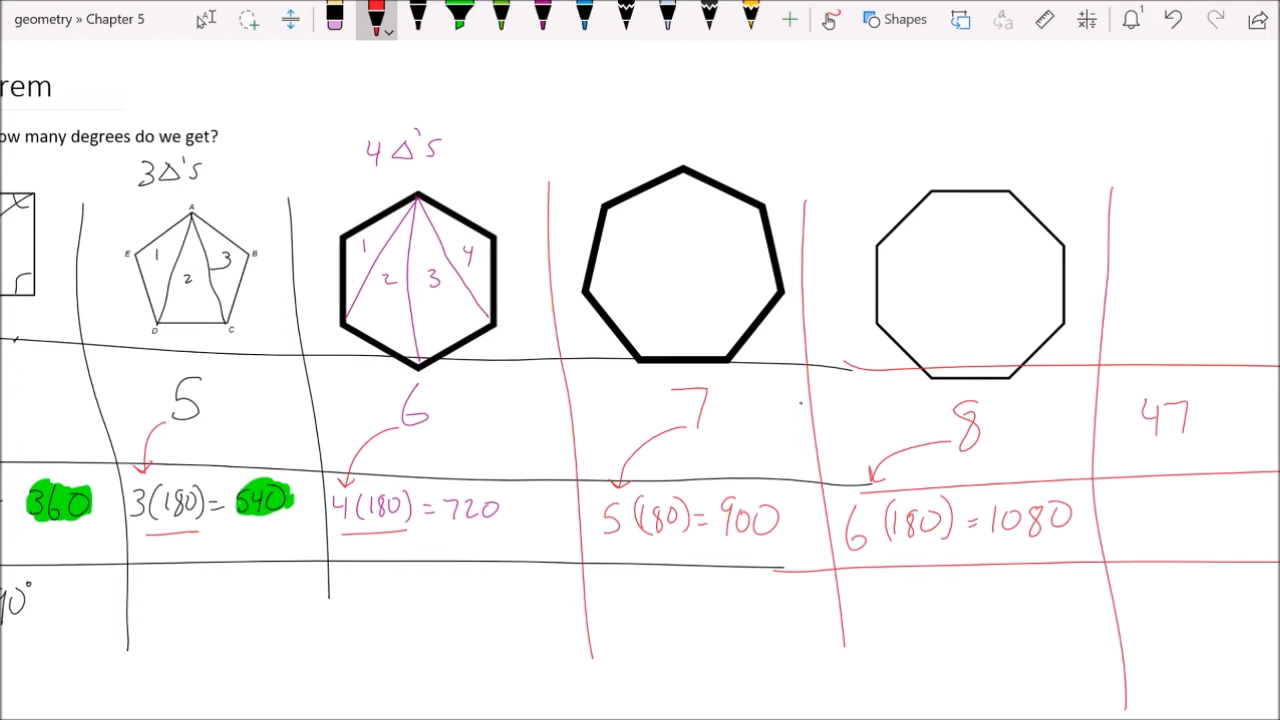 geometry » Chapter 5
Shapes
rem
ow many degrees do we get?
3△'s
4△'s
A
E
B
D
C
1
2
3
1
2
3
4
5
6
7
8
47
360
3(180)= 540
4(180) = 720
5(180)= 900
6(180) = 1080
90°